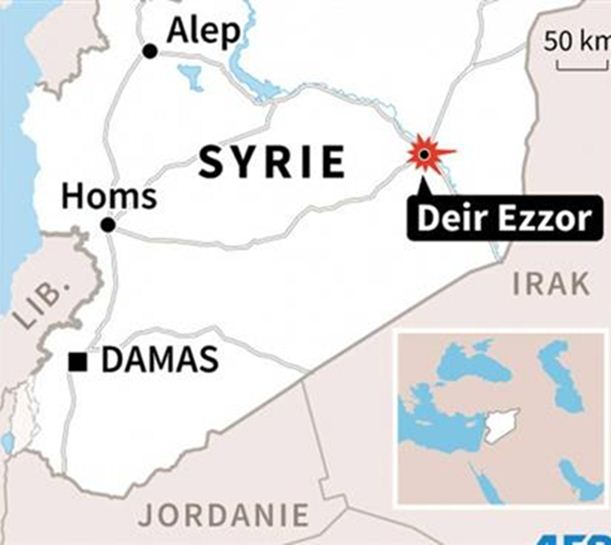 Alep
50 km
SYRIE
Homs
Deir Ezzor
IRAK
LIB.
DAMAS
JORDANIE